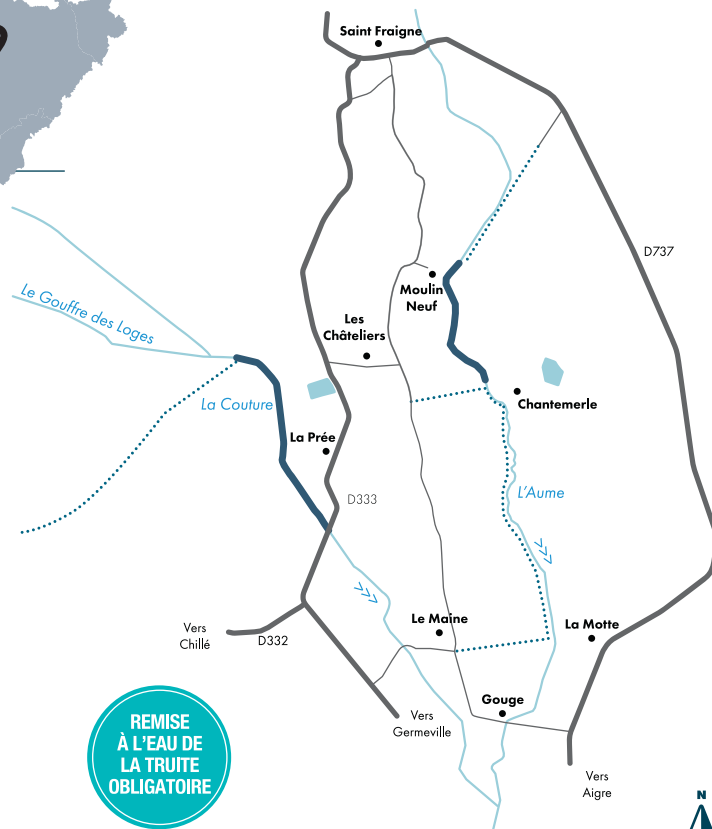 Saint Fraigne
D737
Moulin
Neuf
Le Gouffre des Loges
Les
Châteliers
La Couture
Chantemerle
La Prée
D333
L'Aume
Le Maine
La Motte
Vers
Chillé
D332
Gouge
Vers
Germeville
REMISE
À L'EAU DE
LA TRUITE
OBLIGATOIRE
Vers
Aigre
N